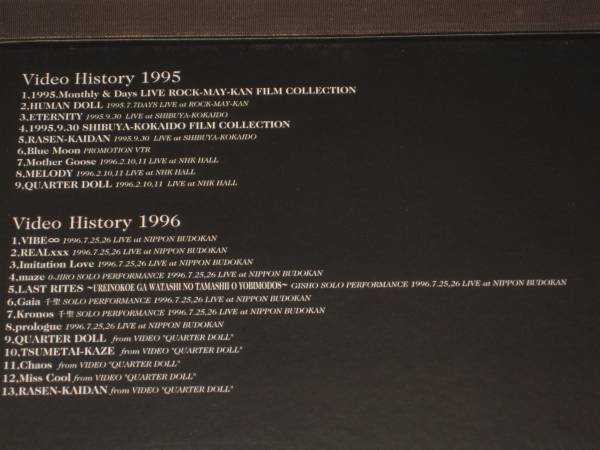 Video History 1995
1,1995.Monthly & Days LIVE ROCK-MAY-KAN FILM COLLECTION
2,HUMAN DOLL 1995.7.7DAYS LIVE at ROCK-MAY-KAN
3,ETERNITY 1995.9.30 LIVE at SHIBUYA-KOKAIDO
4,1995.9.30 SHIBUYA-KOKAIDO FILM COLLECTION
5,RASEN-KAIDAN 1995.9.30 LIVE at SHIBUYA-KOKAIDO
6,Blue Moon PROMOTION VTR
7,Mother Goose 1996.2.10,11 LIVE at NHK HALL
8,MELODY 1996.2.10,11 LIVE at NHK HALL
9,QUARTER DOLL 1996.2.10,11 LIVE at NHK HALL
Video History 1996
1,VIBE∞ 1996.7.25,26 LIVE at NIPPON BUDOKAN
2,REALxxx 1996.7.25,26 LIVE at NIPPON BUDOKAN
3,Imitation Love 1996.7.25,26 LIVE at NIPPON BUDOKAN
4,maze O-JIRO SOLO PERFORMANCE 1996.7.25,26 LIVE at NIPPON BUDOKAN
5,LAST RITES ～UREINOKOE GA WATASHI NO TAMASHII O YOBIMODOS～ GISHO SOLO PERFORMANCE 1996.7.25,26 LIVE at NIPPON BUDOKAN
6,Gaia 千聖 SOLO PERFORMANCE 1996.7.25,26 LIVE at NIPPON BUDOKAN
7,Kronos 千聖 SOLO PERFORMANCE 1996.7.25,26 LIVE at NIPPON BUDOKAN
8,prologue 1996.7.25,26 LIVE at NIPPON BUDOKAN
9,QUARTER DOLL from VIDEO "QUARTER DOLL"
10,TSUMETAI-KAZE from VIDEO "QUARTER DOLL"
11,Chaos from VIDEO "QUARTER DOLL"
12,Miss Cool from VIDEO "QUARTER DOLL"
13,RASEN-KAIDAN from VIDEO "QUARTER DOLL"